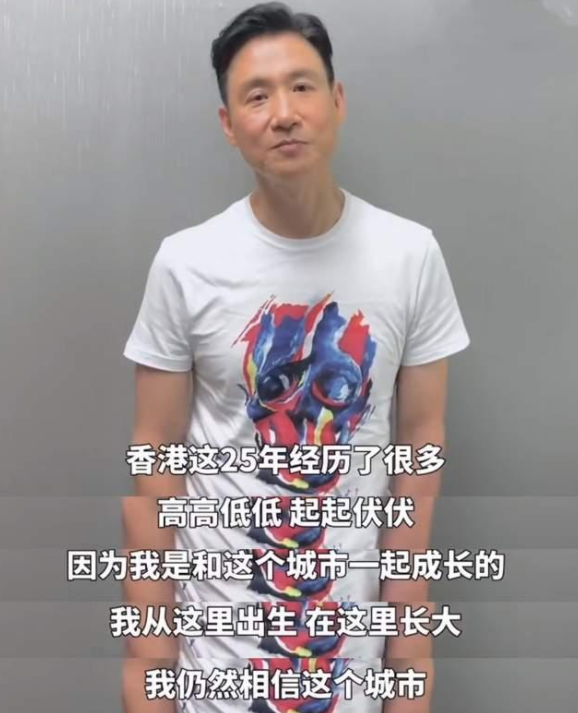 香港这25年经历了很多
高高低低 起起伏伏
因为我是和这个城市一起成长的
我从这里出生 在这里长大
我仍然相信这个城市